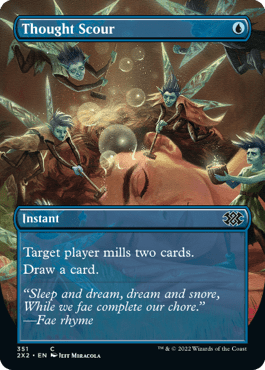 Thought Scour
Instant
Target player mills two cards.
Draw a card.
“Sleep and dream, dream and snore,
While we fae complete our chore.”
—Fae rhyme
351 C
2X2 • EN Jeff Miracola
™ & © 2022 Wizards of the Coast